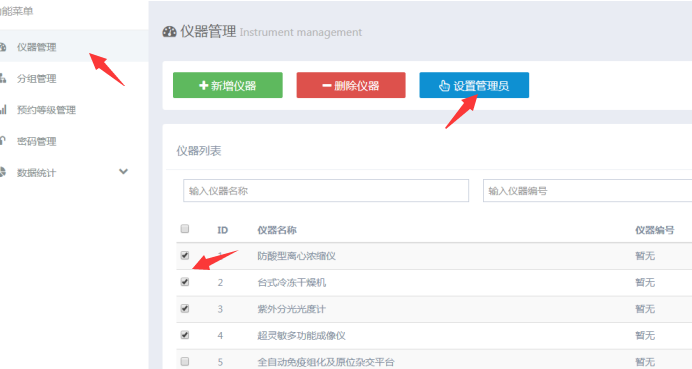 能菜单
仪器管理
分组管理
预约等级管理
密码管理
数据统计
仪器管理 Instrument management
新增仪器 删除仪器 设置管理员
仪器列表
输入仪器名称 输入仪器编号
ID 仪器名称 仪器编号
防酸型离心浓缩仪 暂无
2 台式冷冻干燥机 暂无
3 紫外分光光度计 暂无
4 超灵敏多功能成像仪 暂无
5 全自动免疫组化及原位杂交平台 暂无